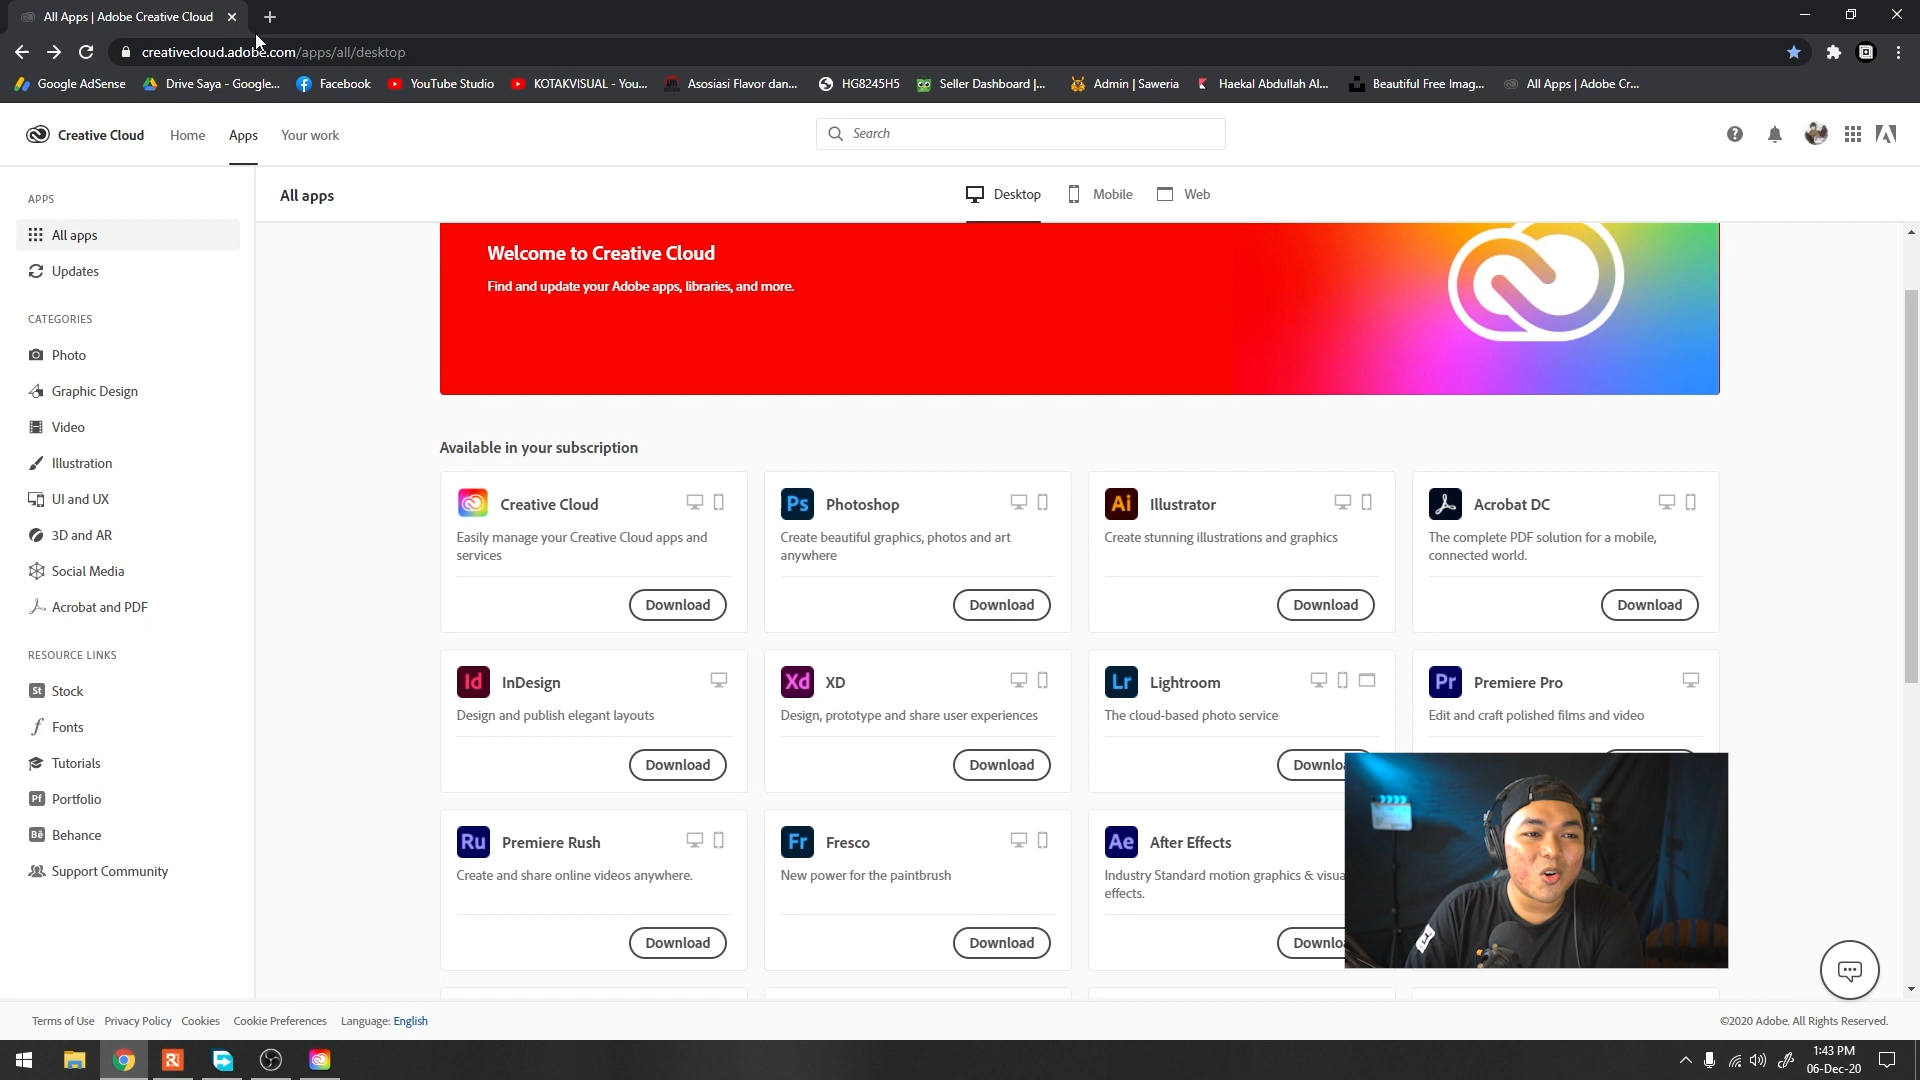 All Apps | Adobe Creative Cloud
creativecloud.adobe.com/apps/all/desktop
Google AdSense
Drive Saya - Google...
Facebook
YouTube Studio
KOTAKVISUAL - You...
Asosiasi Flavor dan...
HG8245H5
Seller Dashboard |...
Admin | Saweria
Haekal Abdullah Al...
Beautiful Free Imag...
All Apps | Adobe Cr...
Creative Cloud
Home
Apps
Your work
Search
APPS
All apps
Updates
CATEGORIES
Photo
Graphic Design
Video
Illustration
UI and UX
3D and AR
Social Media
Acrobat and PDF
RESOURCE LINKS
St Stock
Fonts
Tutorials
Pf Portfolio
Bē Behance
Support Community
All apps
Desktop
Mobile
Web
Welcome to Creative Cloud
Find and update your Adobe apps, libraries, and more.
Available in your subscription
Creative Cloud
Easily manage your Creative Cloud apps and
services
Download
Ps Photoshop
Create beautiful graphics, photos and art
anywhere
Download
Ai Illustrator
Create stunning illustrations and graphics
Download
Acrobat DC
The complete PDF solution for a mobile,
connected world.
Download
Id InDesign
Design and publish elegant layouts
Download
Xd XD
Design, prototype and share user experiences
Download
Lr Lightroom
The cloud-based photo service
Downlo
Pr Premiere Pro
Edit and craft polished films and video
Ru Premiere Rush
Create and share online videos anywhere.
Download
Fr Fresco
New power for the paintbrush
Download
Ae After Effects
Industry Standard motion graphics & visua
effects.
Downlo
Terms of Use
Privacy Policy
Cookies
Cookie Preferences
Language: English
©2020 Adobe. All Rights Reserved.
1:43 PM
06-Dec-20